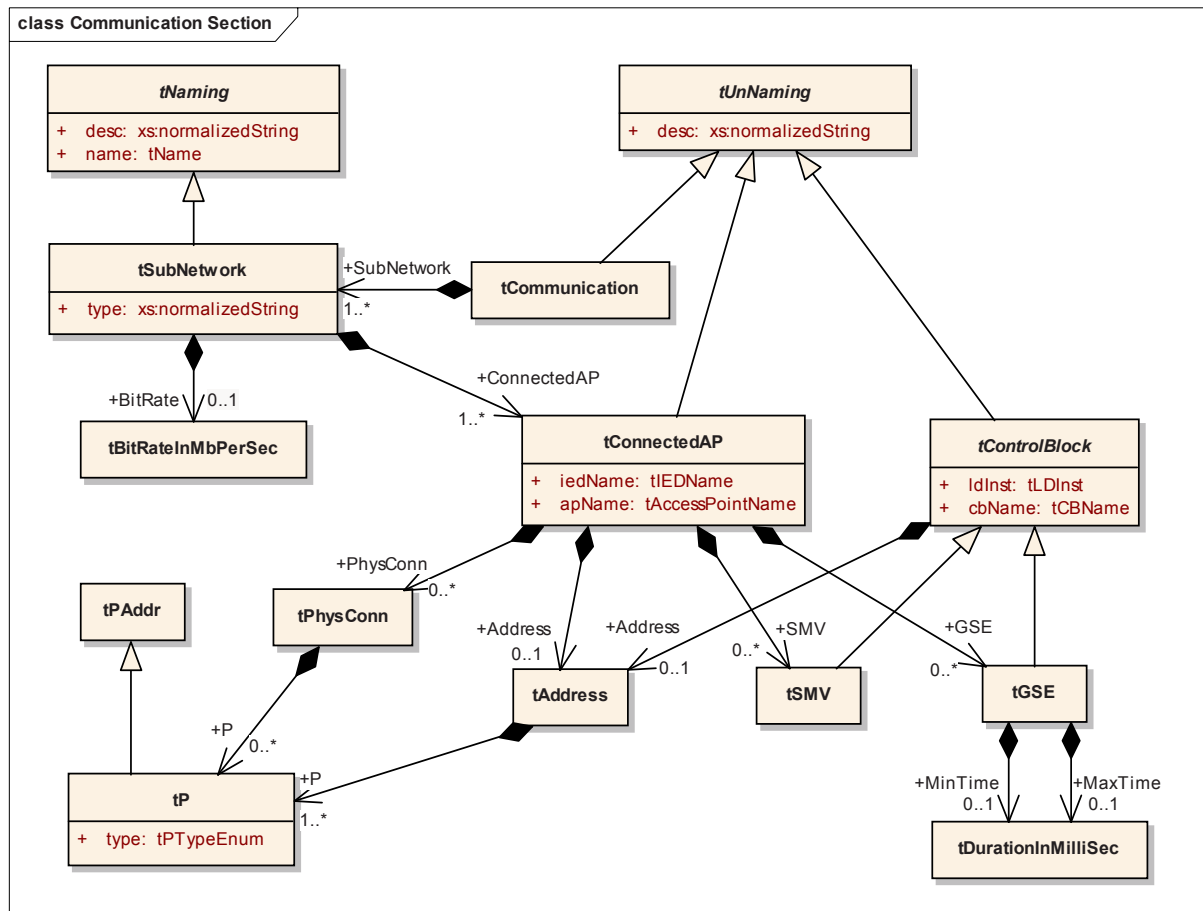 class Communication Section
tNaming
+ desc: xs:normalizedString
+ name: tName
tUnNaming
+ desc: xs:normalizedString
tSubNetwork
+ type: xs:normalizedString
+SubNetwork
1..*
tCommunication
+BitRate
0..1
tBitRateInMbPerSec
+ConnectedAP
1..*
tConnectedAP
+ iedName: tIEDName
+ apName: tAccessPointName
tControlBlock
+ ldInst: tLDInst
+ cbName: tCBName
+PhysConn
0..*
tPAddr
tPhysConn
+Address
0..1
+Address
0..1
+SMV
0..*
+GSE
0..*
tAddress
tSMV
tGSE
+P
0..*
+P
1..*
tP
+ type: tPTypeEnum
+MinTime
0..1
+MaxTime
0..1
tDurationInMilliSec